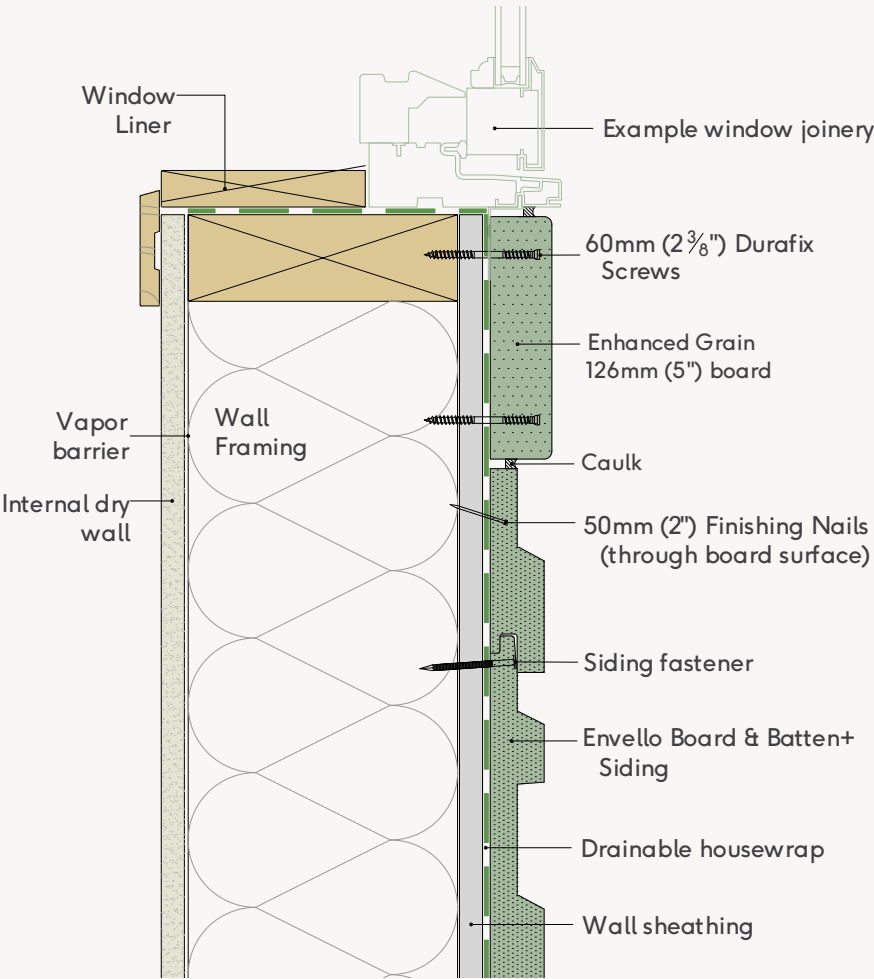 Window
Liner
Example window joinery
60mm (2 3/8") Durafix
Screws
Enhanced Grain
126mm (5") board
Vapor
barrier
Wall
Framing
Caulk
Internal dry
wall
50mm (2") Finishing Nails
(through board surface)
Siding fastener
Envello Board & Batten+
Siding
Drainable housewrap
Wall sheathing